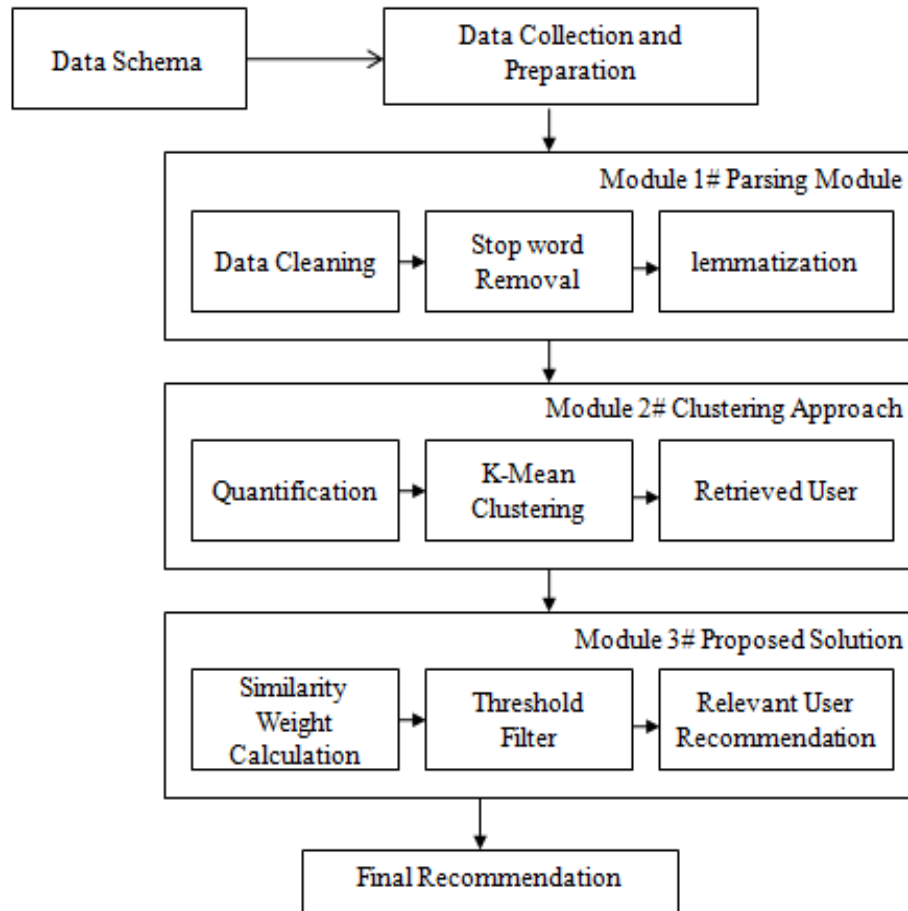 Data Schema
Data Collection and
Preparation
Module 1# Parsing Module
Data Cleaning
Stop word
Removal
lemmatization
Module 2# Clustering Approach
Quantification
K-Mean
Clustering
Retrieved User
Module 3# Proposed Solution
Similarity
Weight
Calculation
Threshold
Filter
Relevant User
Recommendation
Final Recommendation